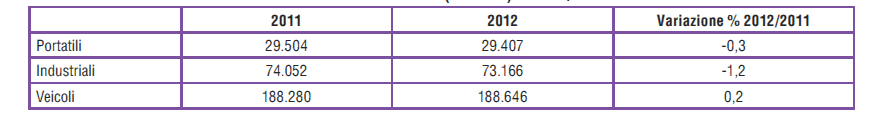 2011 2012 Variazione % 2012/2011
Portatili 29.504 29.407 -0,3
Industriali 74.052 73.166 -1,2
Veicoli 188.280 188.646 0,2